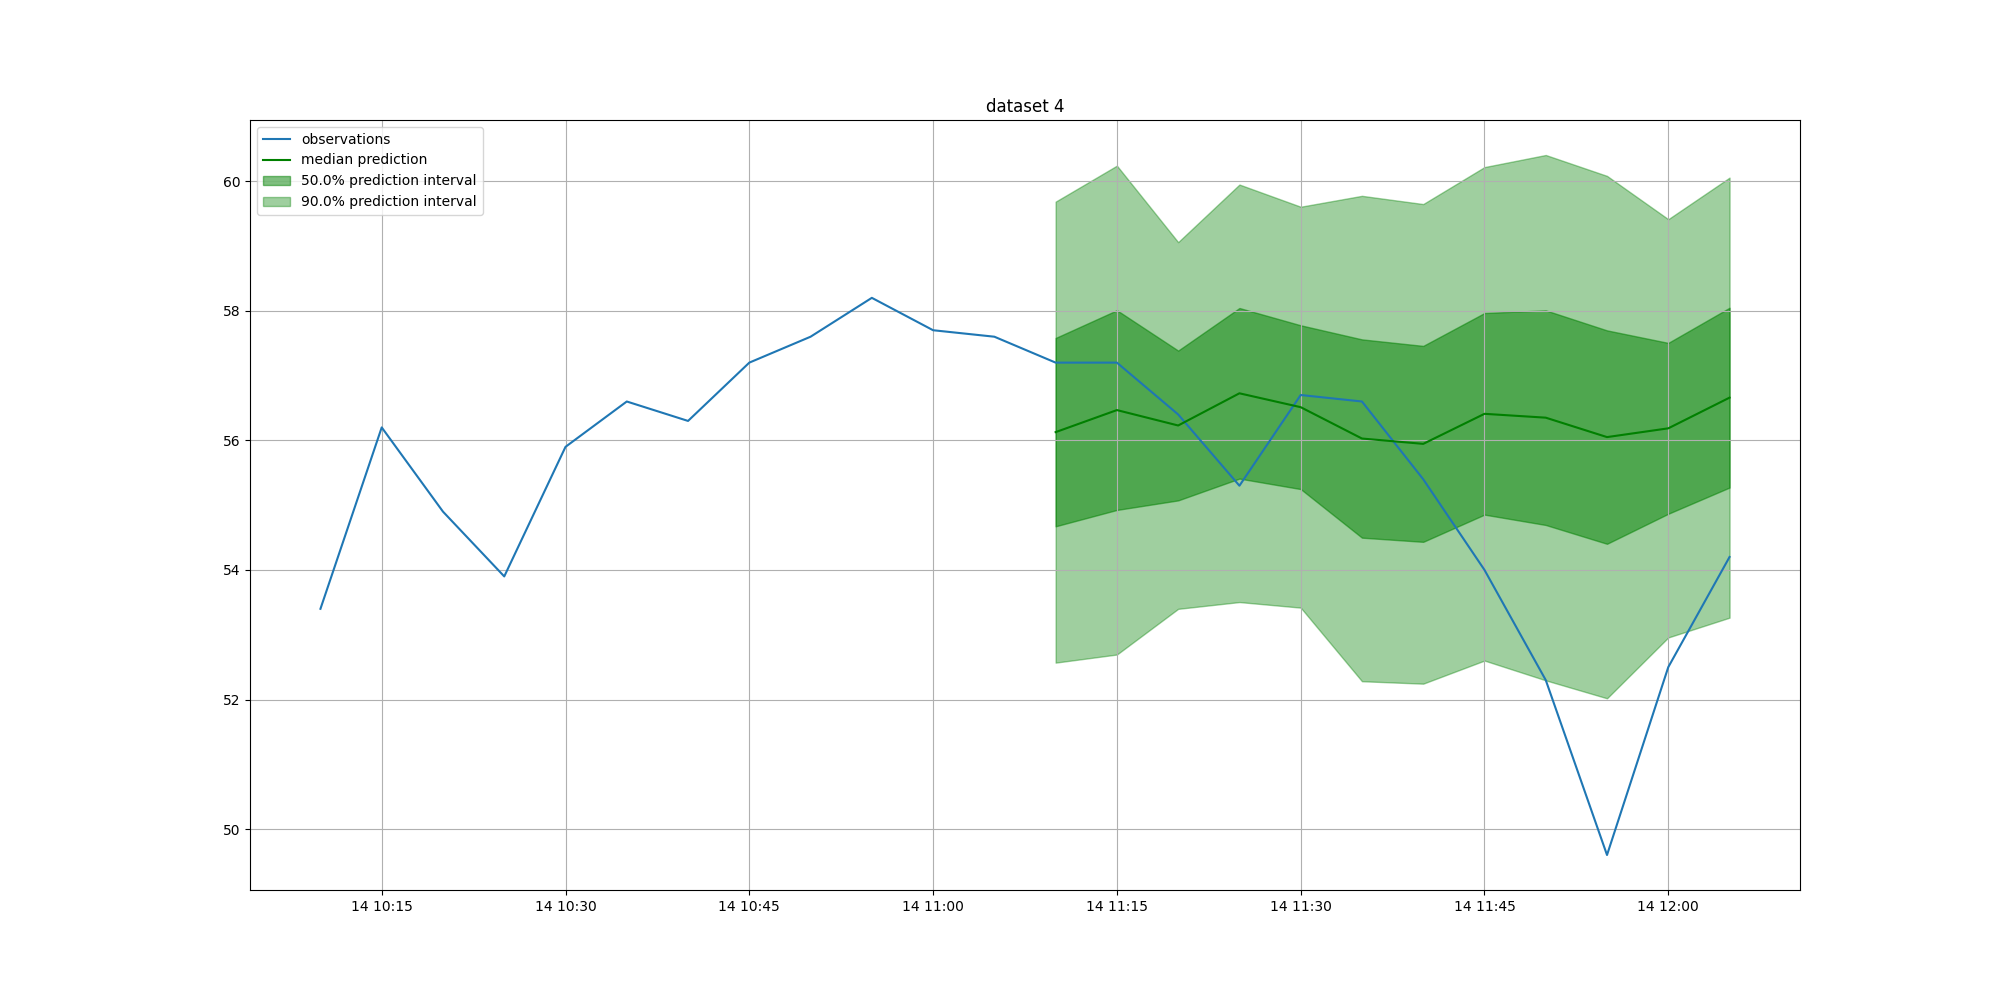 dataset 4
observations
median prediction
50.0% prediction interval
90.0% prediction interval
60
58
56
54
52
50
14 10:15
14 10:30
14 10:45
14 11:00
14 11:15
14 11:30
14 11:45
14 12:00